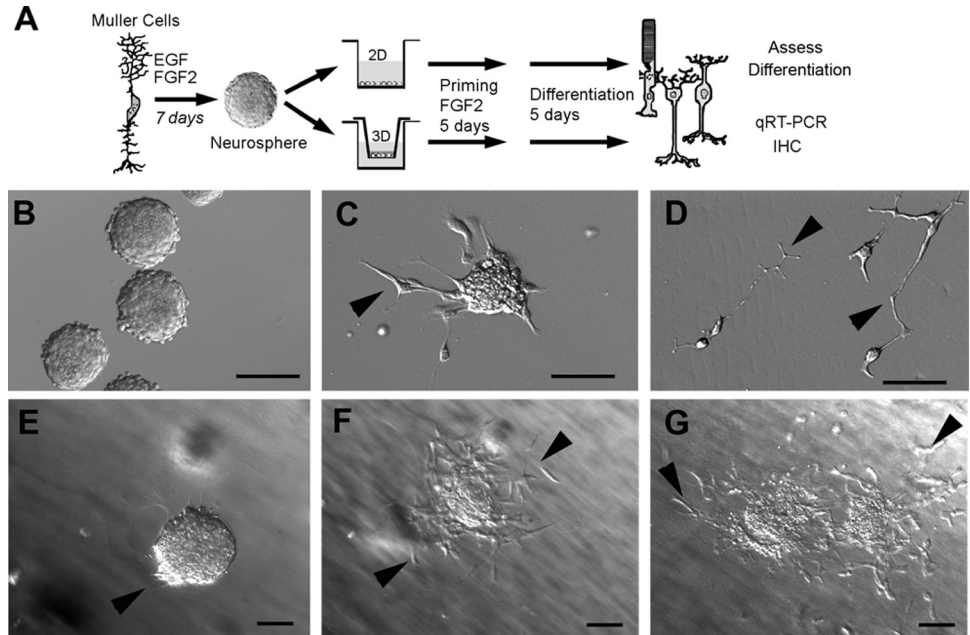 A
Muller Cells
EGF
FGF2
7 days
Neurosphere
2D
3D
Priming
FGF2
5 days
Differentiation
5 days
Assess
Differentiation
qRT-PCR
IHC
B
C
D
E
F
G